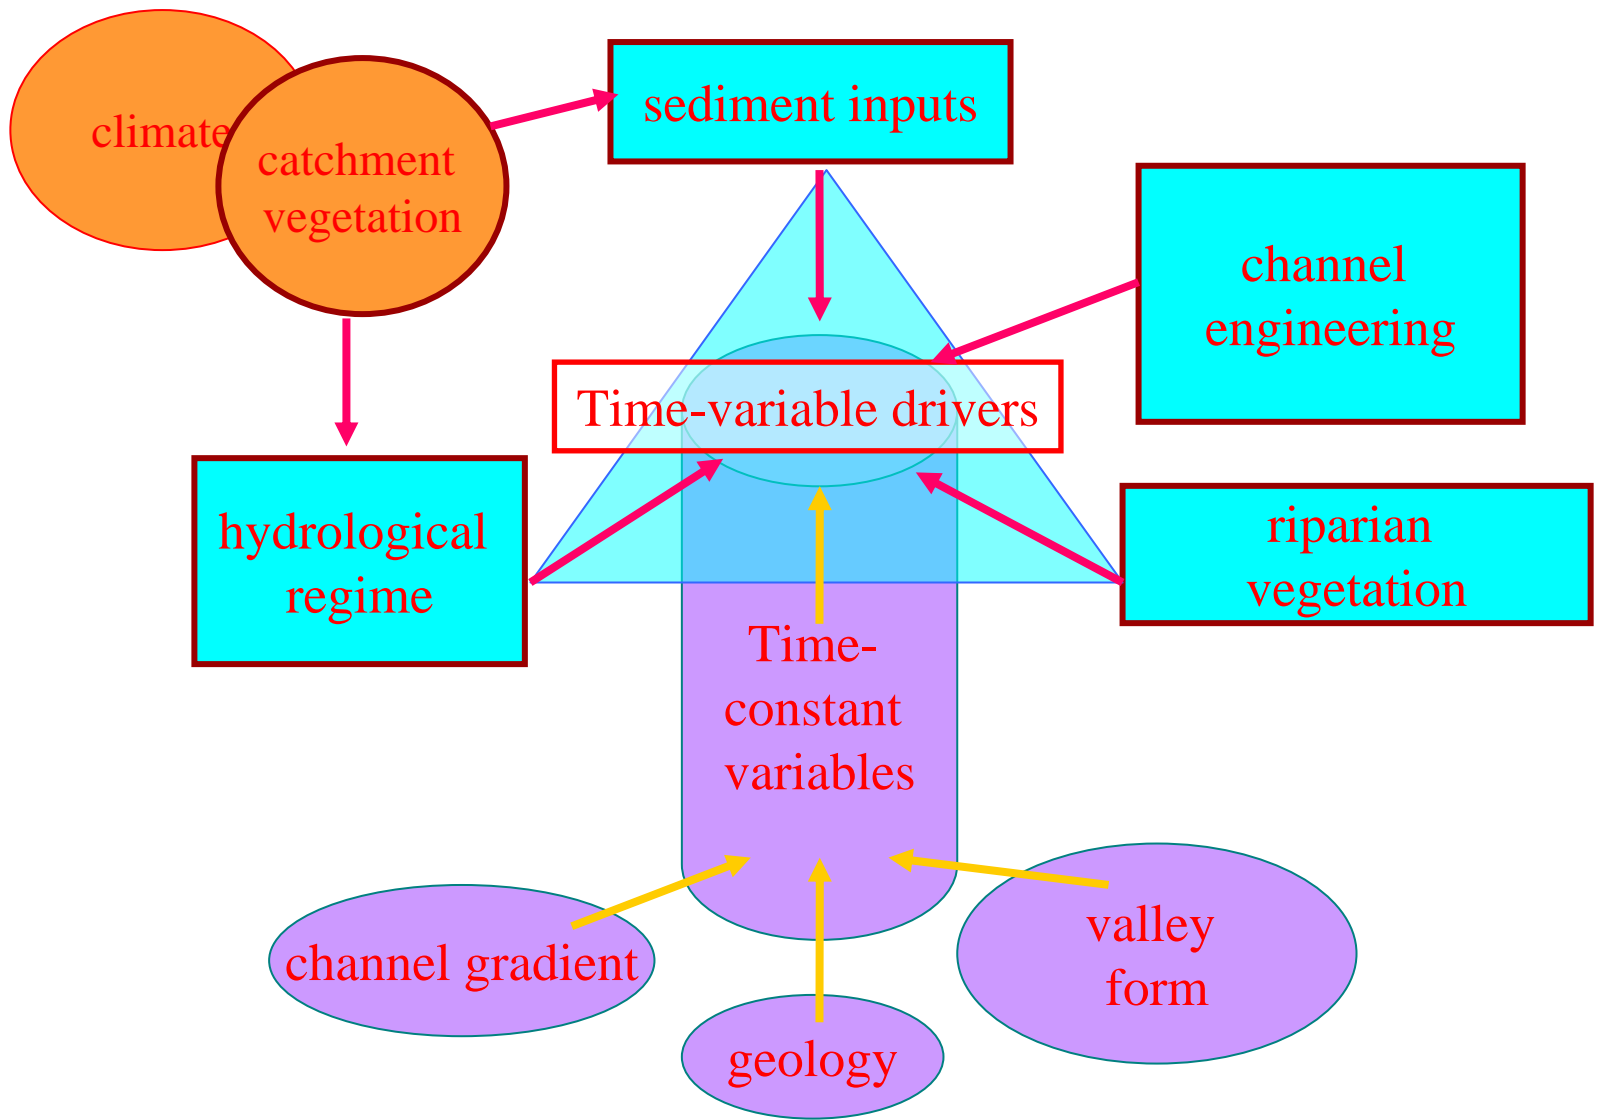 climate
catchment
vegetation
sediment inputs
channel
engineering
Time-variable drivers
hydrological
regime
riparian
vegetation
Time-
constant
variables
channel gradient
valley
form
geology